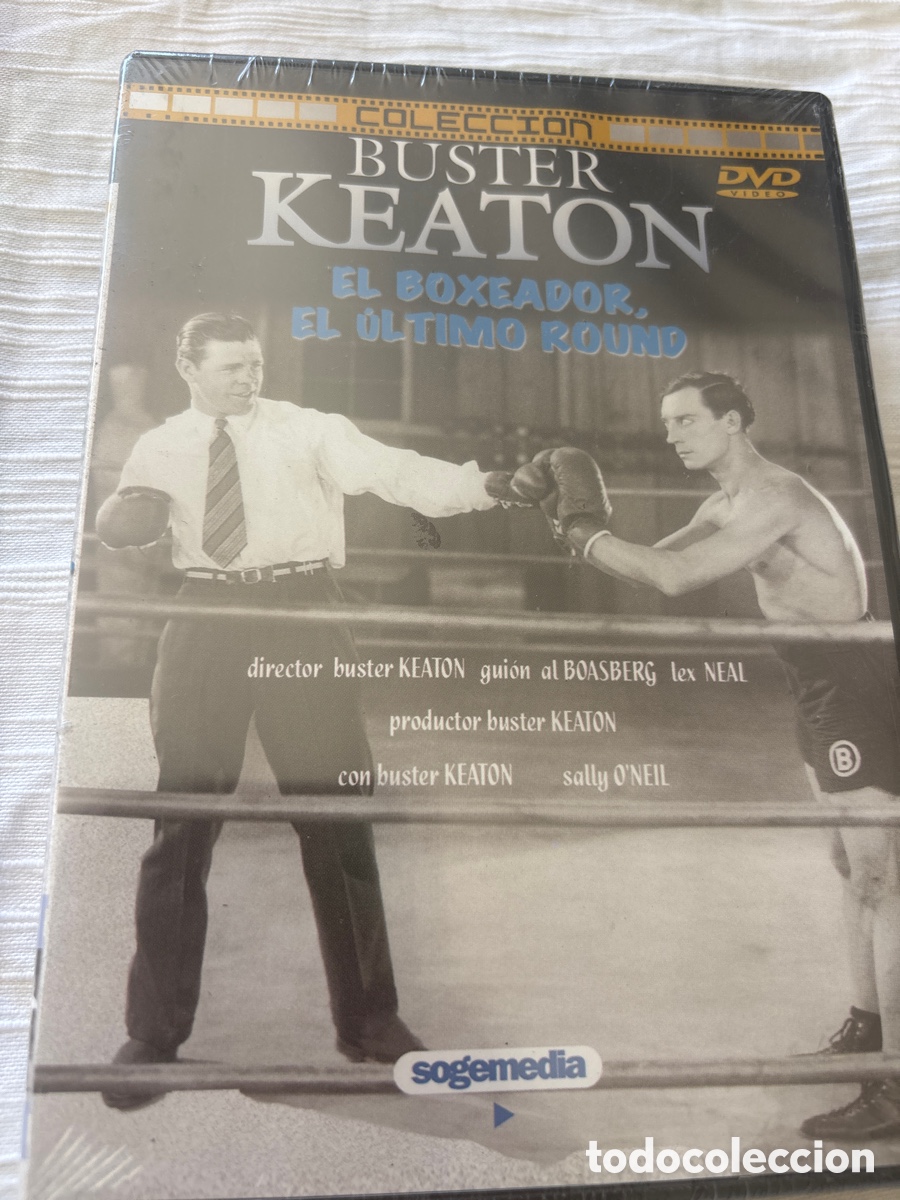 COLECCION
BUSTER
KEATON
DVD
VIDEO
EL BOXEADOR,
EL ÚLTIMO ROUND
director buster KEATON guión al BOASBERG lex NEAL
productor buster KEATON
con buster KEATON sally O'NEIL
B
sogemedia
todocoleccion